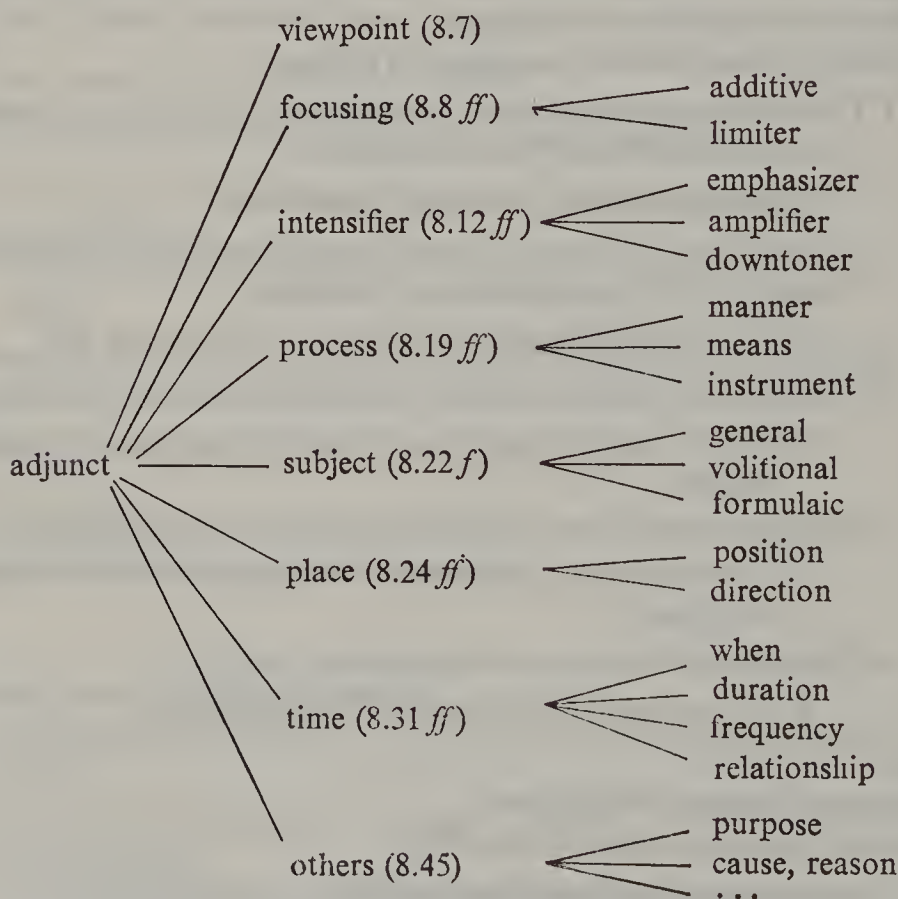 viewpoint (8.7)
focusing (8.8 ff)
additive
limiter
intensifier (8.12 ff)
emphasizer
amplifier
downtoner
process (8.19 ff)
manner
means
instrument
adjunct
subject (8.22 f)
general
volitional
formulaic
place (8.24 ff)
position
direction
time (8.31 ff)
when
duration
frequency
relationship
others (8.45)
purpose
cause, reason